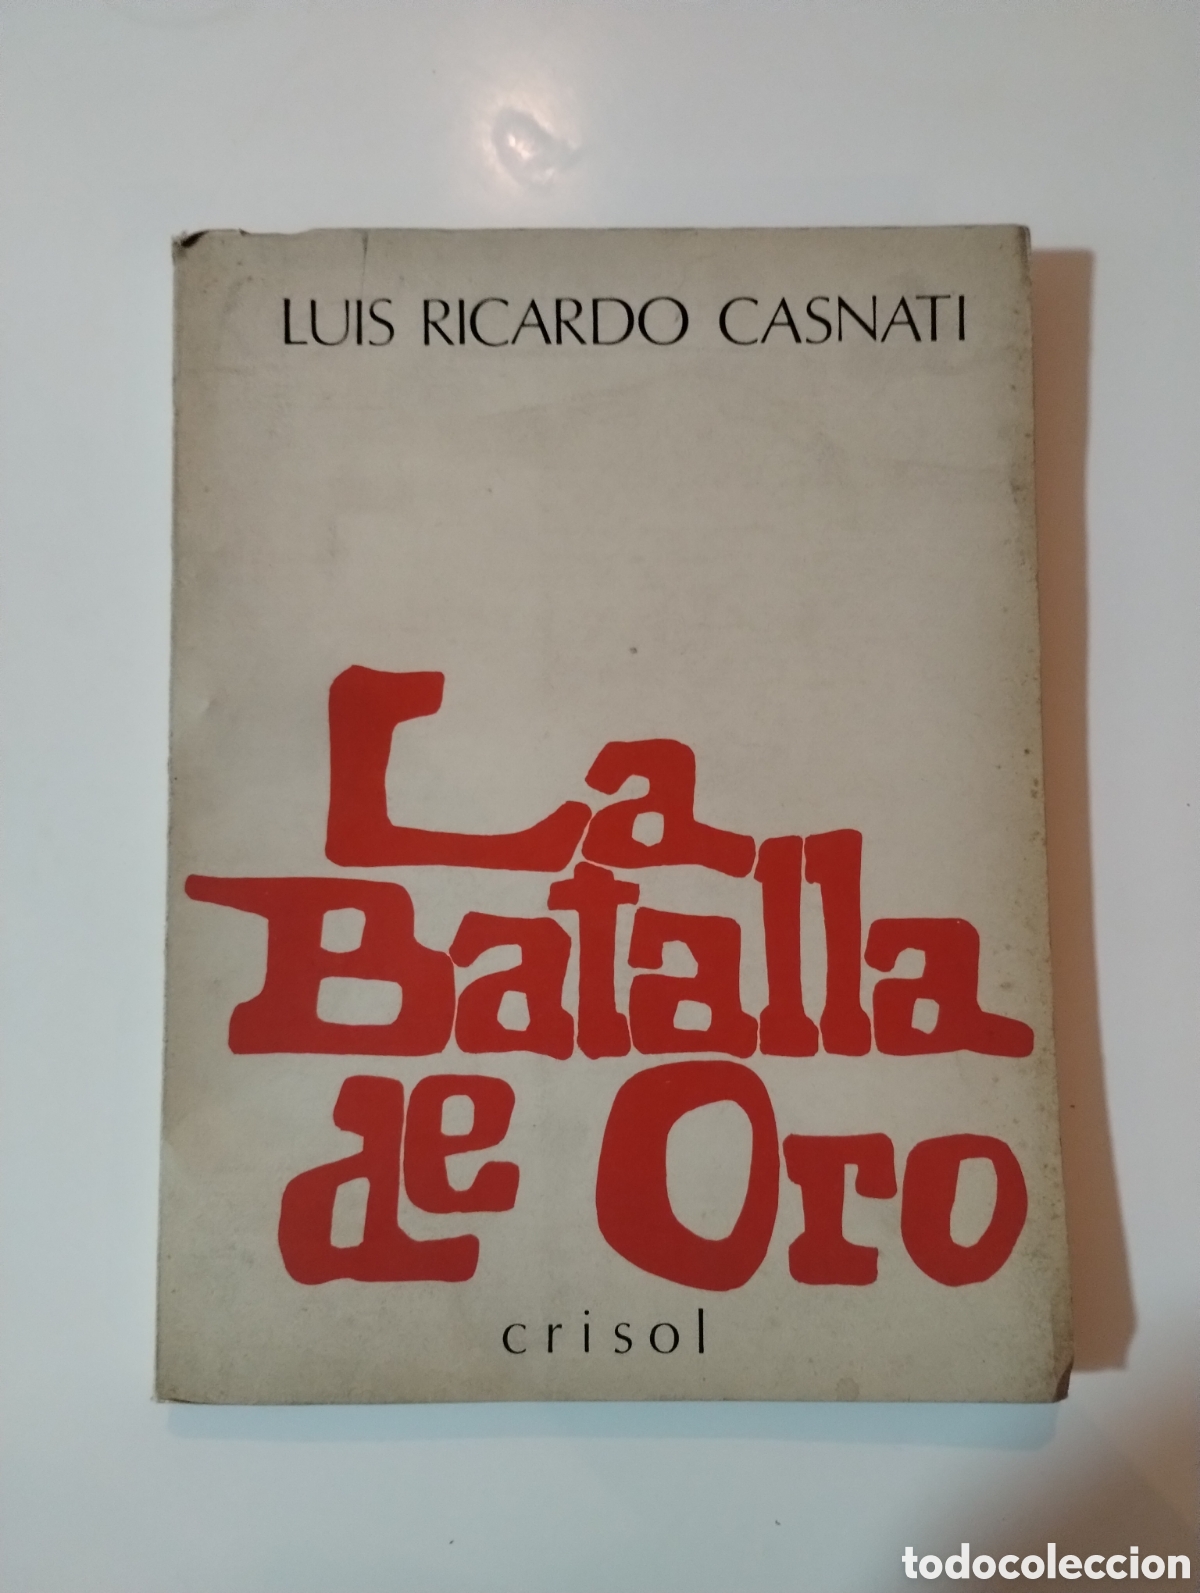 LUIS RICARDO CASNATI
La
Batalla
de Oro
crisol
todocoleccion